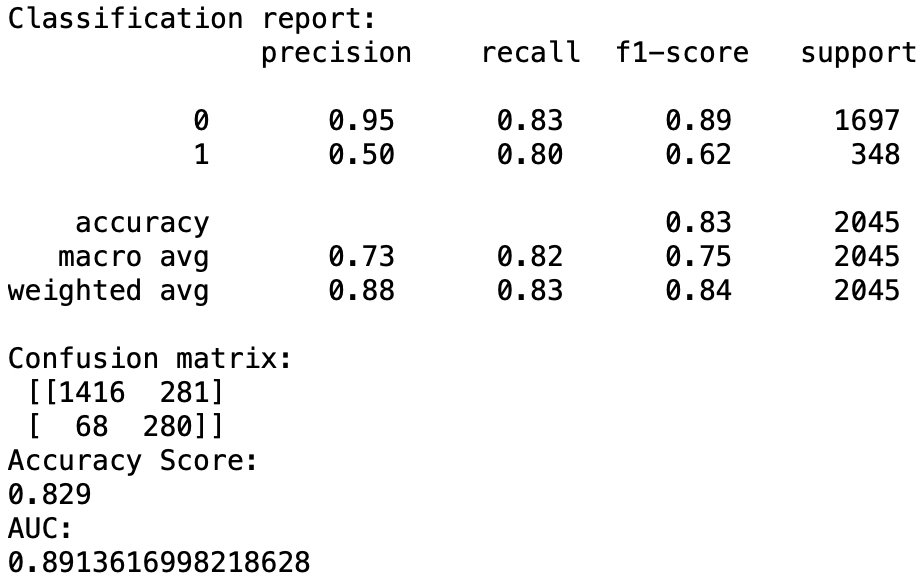 Classification report:
              precision    recall  f1-score   support

           0       0.95      0.83      0.89      1697
           1       0.50      0.80      0.62       348

    accuracy                           0.83      2045
   macro avg       0.73      0.82      0.75      2045
weighted avg       0.88      0.83      0.84      2045

Confusion matrix:
 [[1416  281]
 [  68  280]]
Accuracy Score:
0.829
AUC:
0.8913616998218628